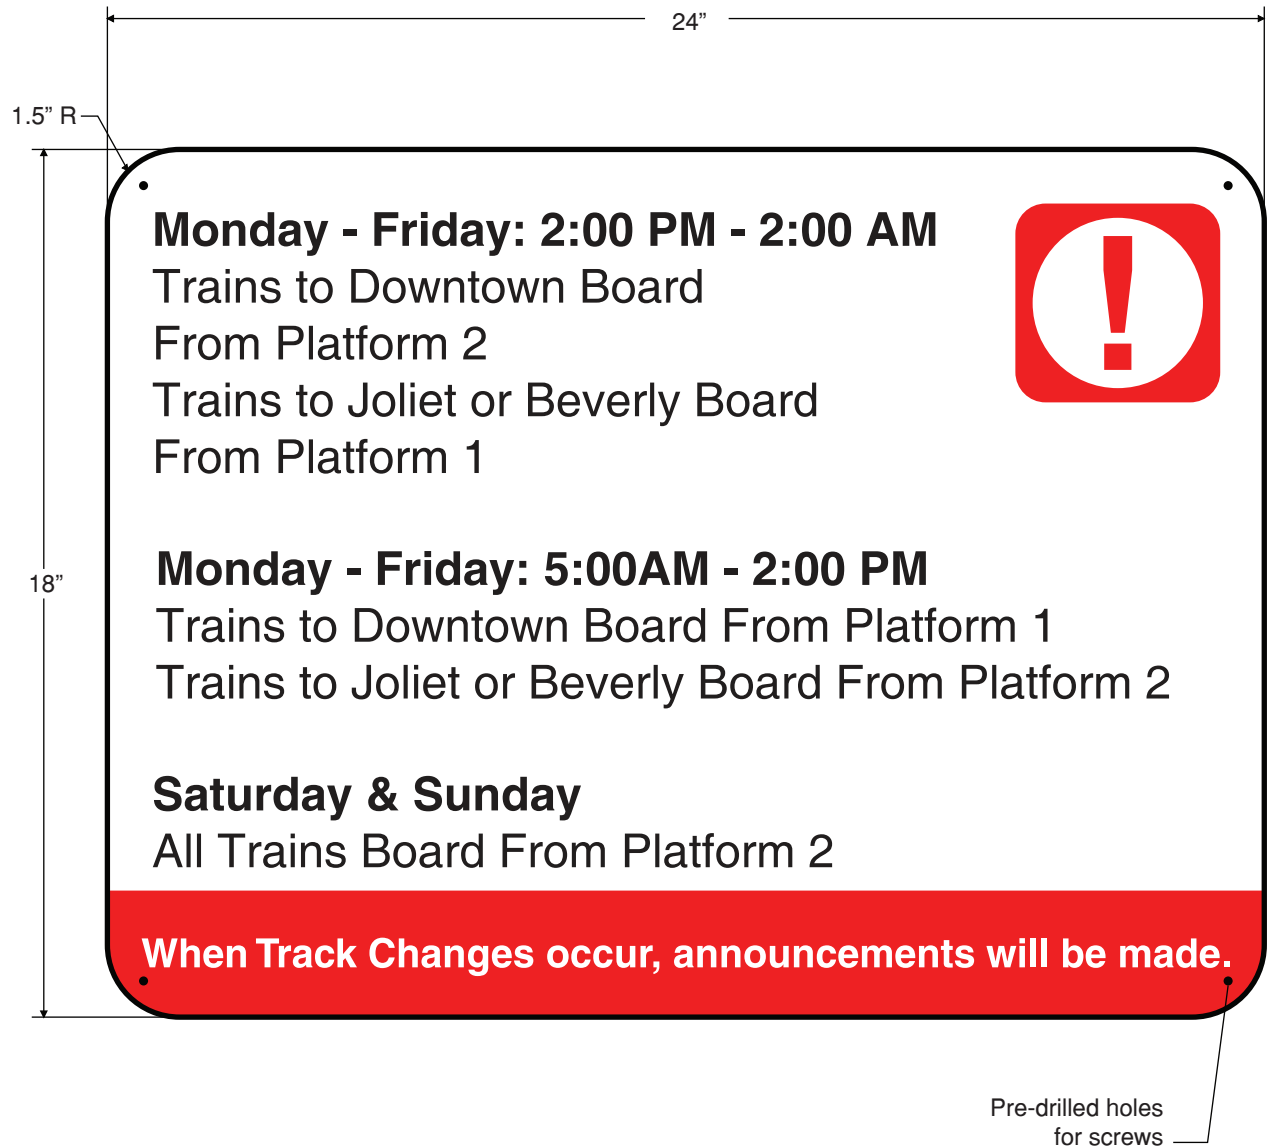 24”
1.5” R
Monday - Friday: 2:00 PM - 2:00 AM
Trains to Downtown Board
From Platform 2
Trains to Joliet or Beverly Board
From Platform 1
18”
Monday - Friday: 5:00AM - 2:00 PM
Trains to Downtown Board From Platform 1
Trains to Joliet or Beverly Board From Platform 2
Saturday & Sunday
All Trains Board From Platform 2
When Track Changes occur, announcements will be made.
Pre-drilled holes
for screws